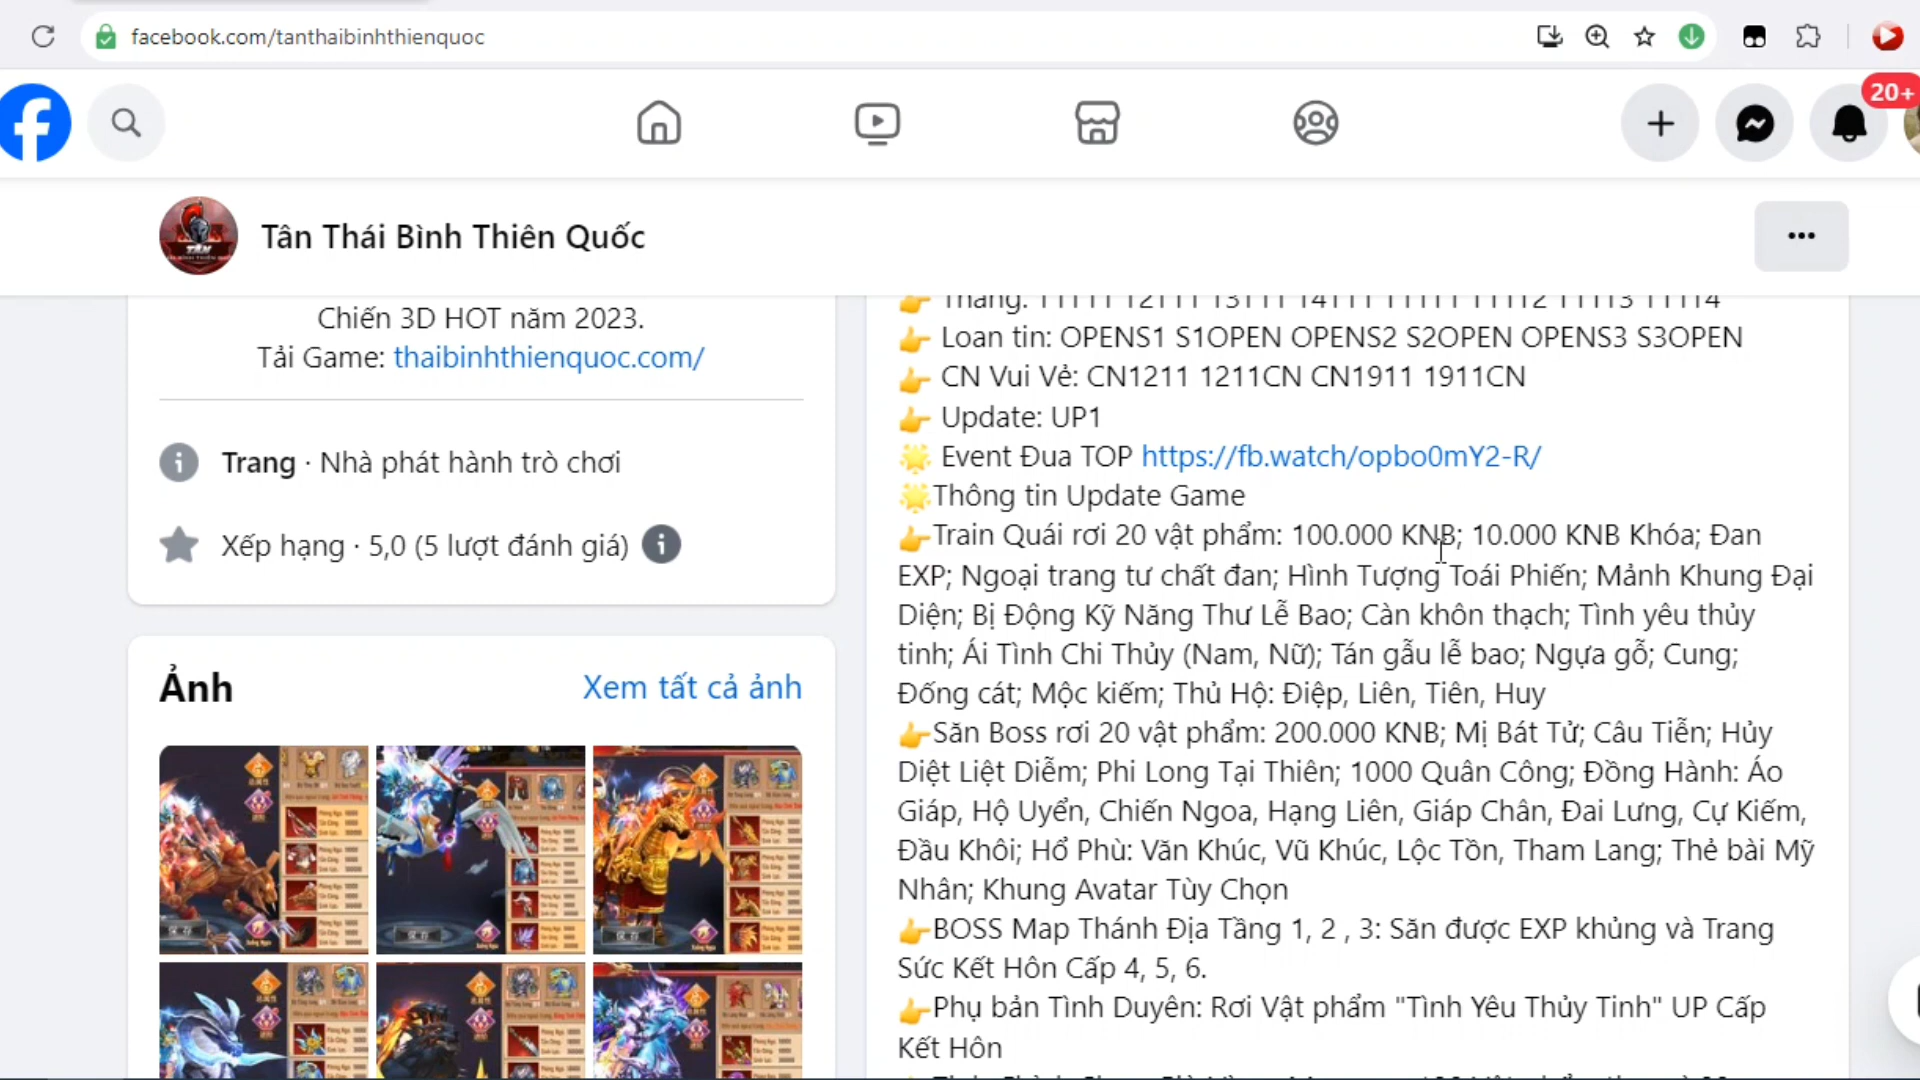 facebook.com/tanthaibinhthienquoc
20+
Tân Thái Bình Thiên Quốc
Chiến 3D HOT năm 2023.
Tải Game: thaibinhthienquoc.com/
Trang · Nhà phát hành trò chơi
Xếp hạng · 5,0 (5 lượt đánh giá)
Ảnh
Xem tất cả ảnh
👉 Tháng: 11111 12111 13111 14111 11111 11112 11113 11114
👉 Loan tin: OPENS1 S1OPEN OPENS2 S2OPEN OPENS3 S3OPEN
👉 CN Vui Vẻ: CN1211 1211CN CN1911 1911CN
👉 Update: UP1
🌟 Event Đua TOP https://fb.watch/opbo0mY2-R/
🌟Thông tin Update Game
👉Train Quái rơi 20 vật phẩm: 100.000 KNB; 10.000 KNB Khóa; Đan
EXP; Ngoại trang tư chất đan; Hình Tượng Toái Phiến; Mảnh Khung Đại
Diện; Bị Động Kỹ Năng Thư Lễ Bao; Càn khôn thạch; Tình yêu thủy
tinh; Ái Tình Chi Thủy (Nam, Nữ); Tán gẫu lễ bao; Ngựa gỗ; Cung;
Đống cát; Mộc kiếm; Thủ Hộ: Điệp, Liên, Tiên, Huy
👉Săn Boss rơi 20 vật phẩm: 200.000 KNB; Mị Bát Tử; Câu Tiễn; Hủy
Diệt Liệt Diễm; Phi Long Tại Thiên; 1000 Quân Công; Đồng Hành: Áo
Giáp, Hộ Uyển, Chiến Ngoa, Hạng Liên, Giáp Chân, Đai Lưng, Cự Kiếm,
Đầu Khôi; Hổ Phù: Văn Khúc, Vũ Khúc, Lộc Tồn, Tham Lang; Thẻ bài Mỹ
Nhân; Khung Avatar Tùy Chọn
👉BOSS Map Thánh Địa Tầng 1, 2 , 3: Săn được EXP khủng và Trang
Sức Kết Hôn Cấp 4, 5, 6.
👉Phụ bản Tình Duyên: Rơi Vật phẩm "Tình Yêu Thủy Tinh" UP Cấp
Kết Hôn